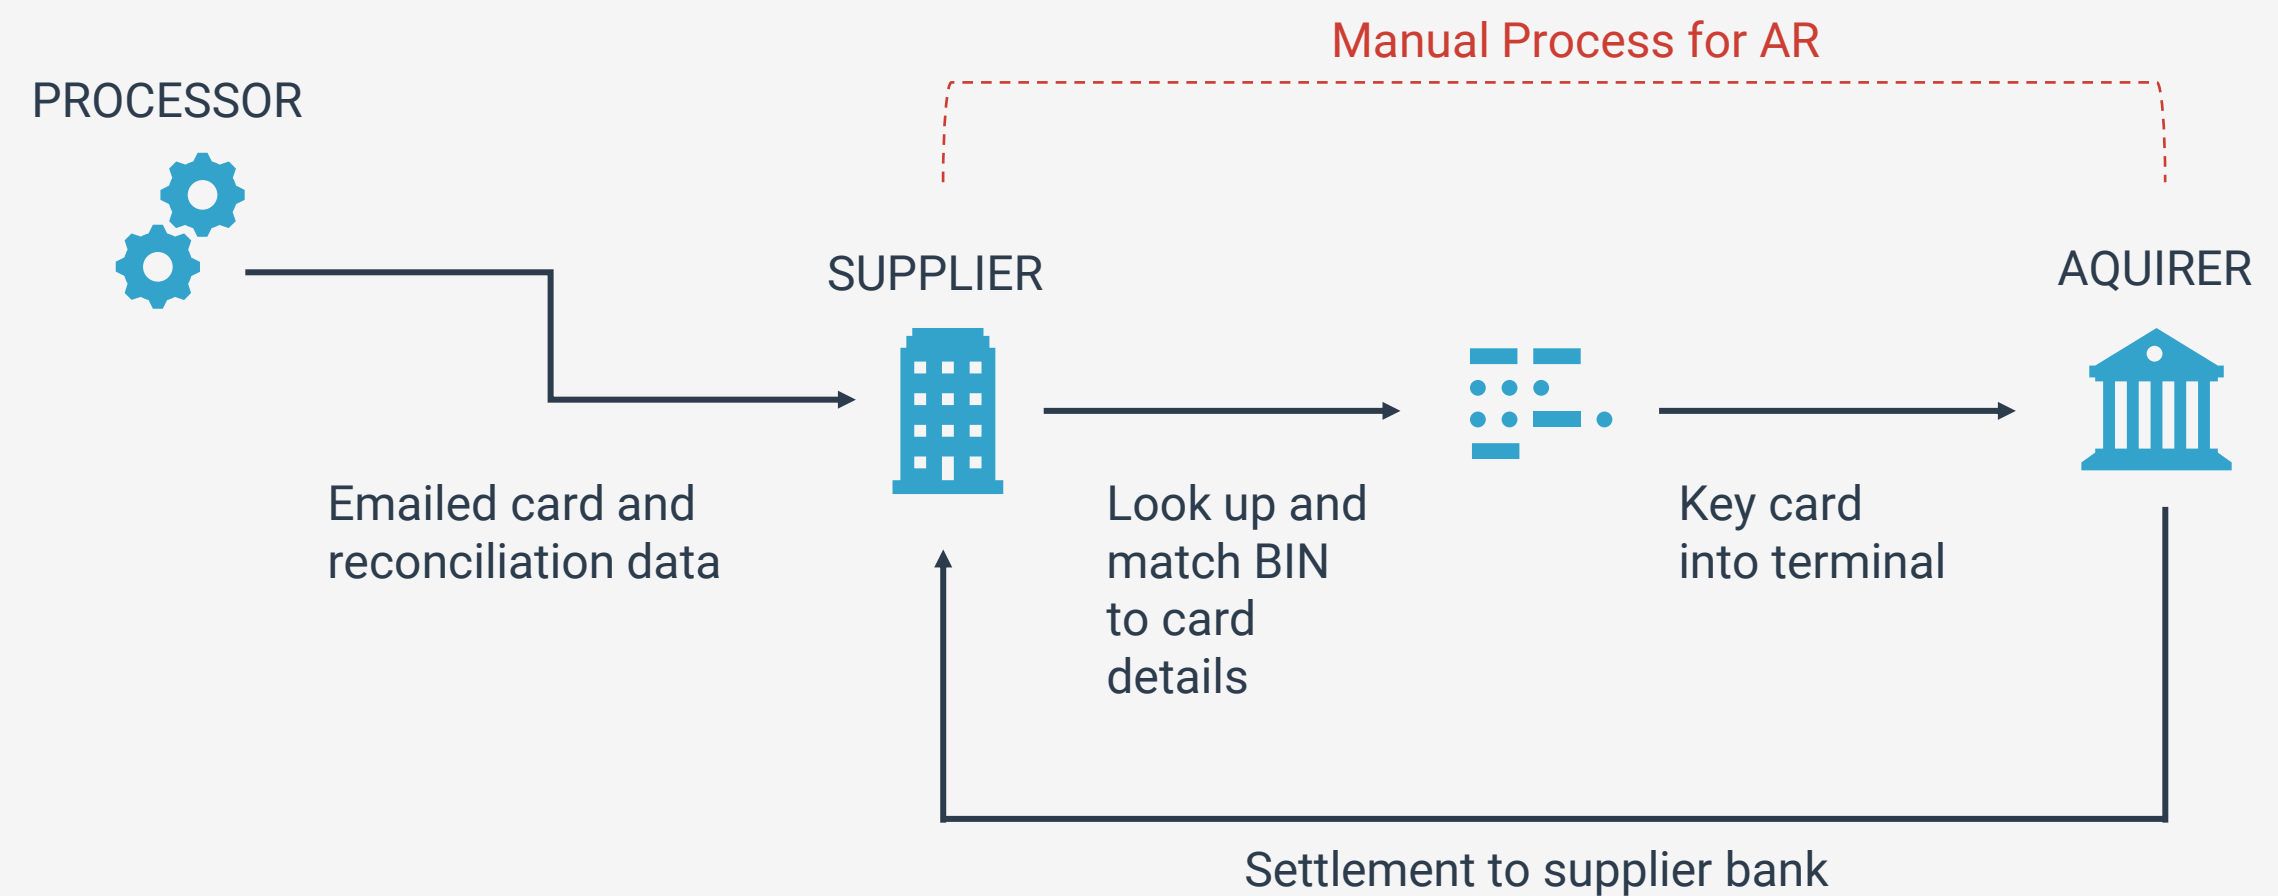 Manual Process for AR
PROCESSOR
SUPPLIER
AQUIRER
Emailed card and
reconciliation data
Look up and
match BIN
to card
details
Key card
into terminal
Settlement to supplier bank